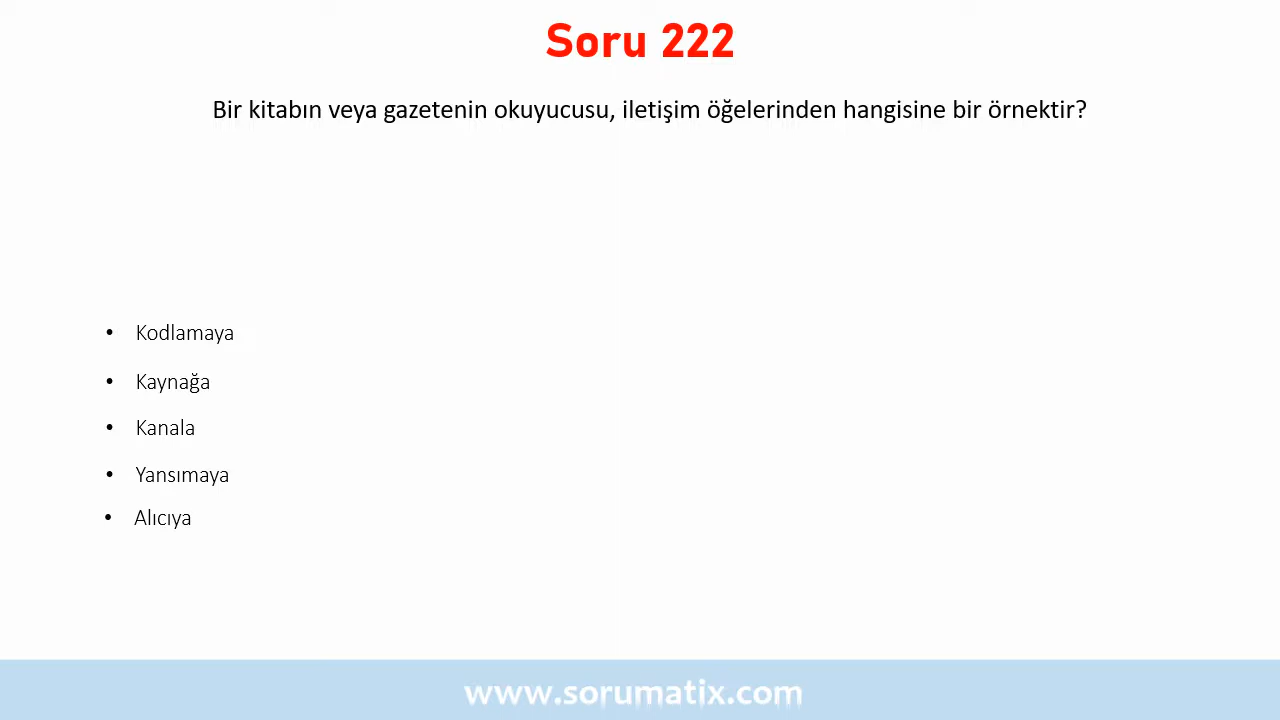 Soru 222
Bir kitabın veya gazetenin okuyucusu, iletişim öğelerinden hangisine bir örnektir?
• Kodlamaya
• Kaynağa
• Kanala
• Yansımaya
• Alıcıya
www.sorumatix.com